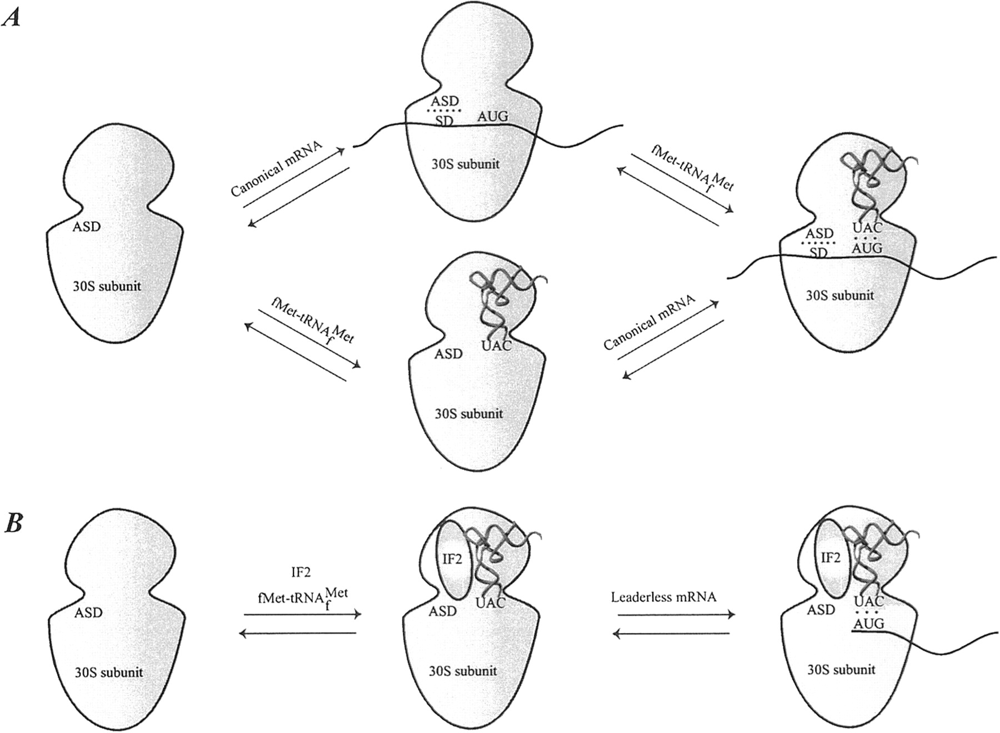 A
ASD
SD AUG
30S subunit
Canonical mRNA
fMet-tRNAfMet
ASD
30S subunit
UAC
ASD
AUG
SD
30S subunit
fMet-tRNAfMet
Canonical mRNA
UAC
ASD
30S subunit
B
IF2
fMet-tRNAfMet
ASD
30S subunit
IF2
UAC
ASD
30S subunit
Leaderless mRNA
IF2
UAC
ASD
AUG
30S subunit